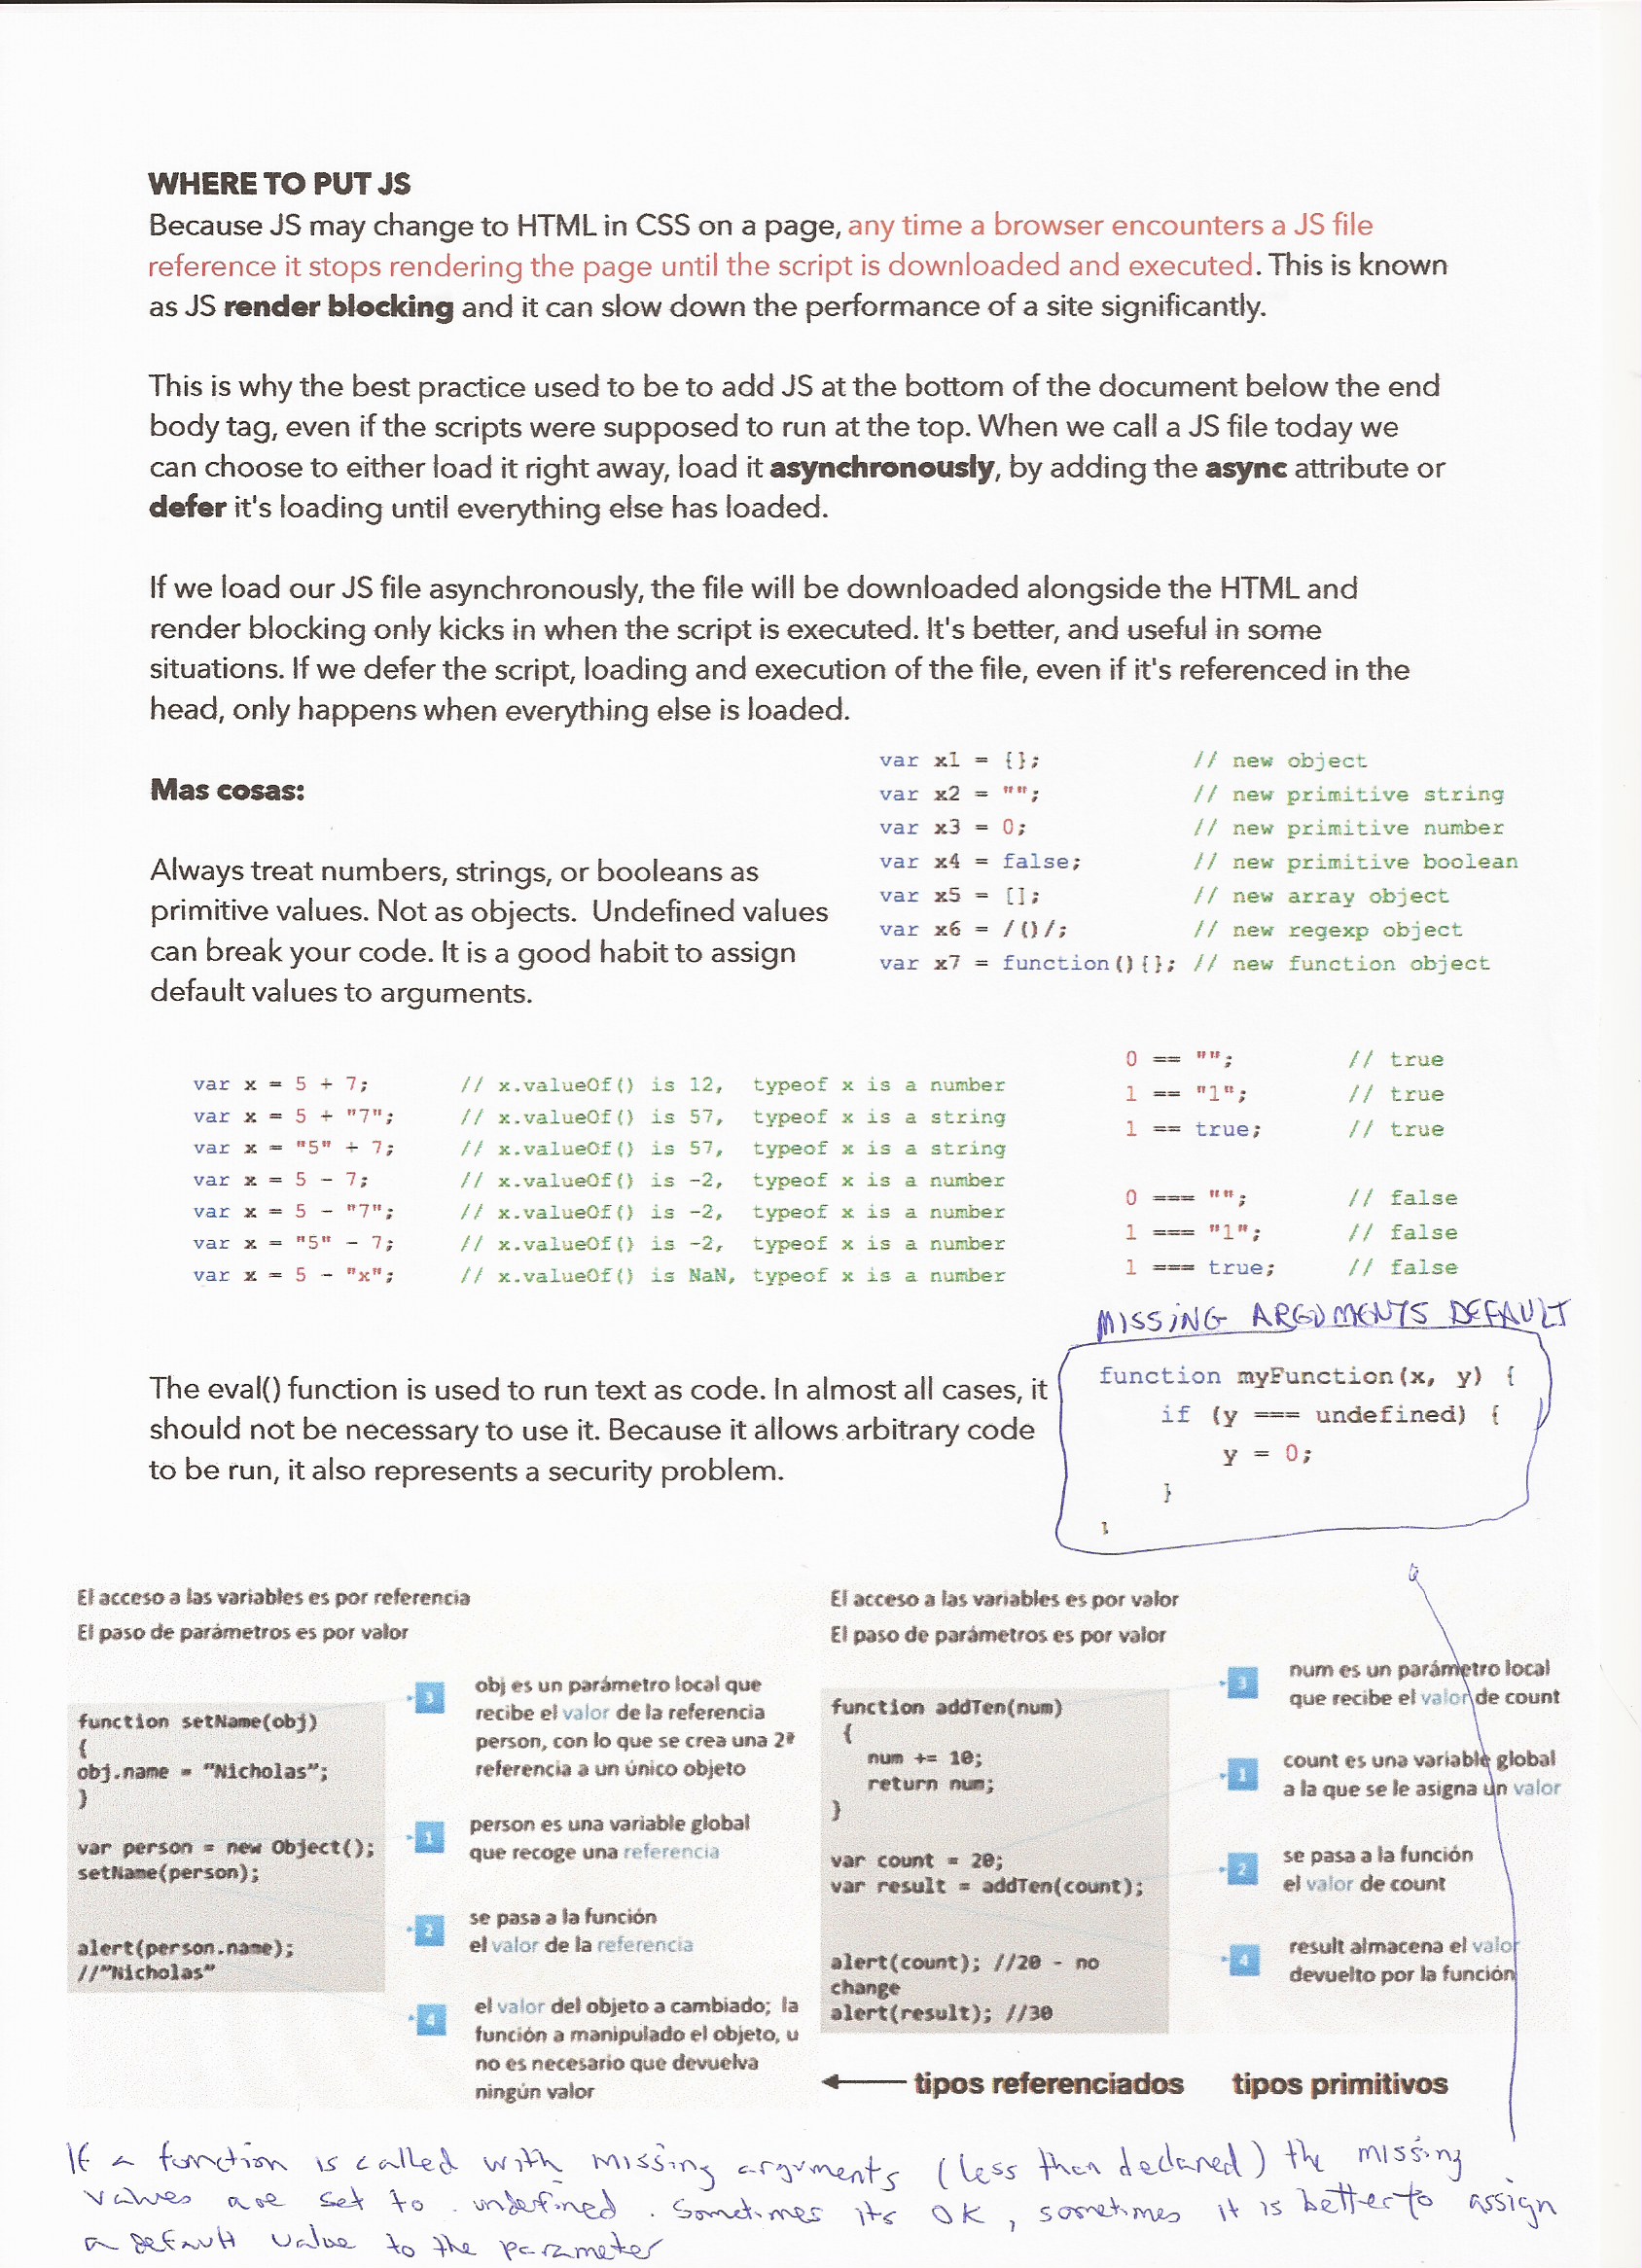 WHERE TO PUT JS
Because JS may change to HTML in CSS on a page, any time a browser encounters a JS file
reference it stops rendering the page until the script is downloaded and executed. This is known
as JS render blocking and it can slow down the performance of a site significantly.
This is why the best practice used to be to add JS at the bottom of the document below the end
body tag, even if the scripts were supposed to run at the top. When we call a JS file today we
can choose to either load it right away, load it asynchronously, by adding the async attribute or
defer it's loading until everything else has loaded.
If we load our JS file asynchronously, the file will be downloaded alongside the HTML and
render blocking only kicks in when the script is executed. It's better, and useful in some
situations. If we defer the script, loading and execution of the file, even if it's referenced in the
head, only happens when everything else is loaded.
Mas cosas:
Always treat numbers, strings, or booleans as
primitive values. Not as objects.  Undefined values
can break your code. It is a good habit to assign
default values to arguments.
var x1 = {}; // new object
var x2 = ""; // new primitive string
var x3 = 0; // new primitive number
var x4 = false; // new primitive boolean
var x5 = []; // new array object
var x6 = /()/; // new regexp object
var x7 = function(){}; // new function object
var x = 5 + 7; // x.valueOf() is 12, typeof x is a number
var x = 5 + "7"; // x.valueOf() is 57, typeof x is a string
var x = "5" + 7; // x.valueOf() is 57, typeof x is a string
var x = 5 - 7; // x.valueOf() is -2, typeof x is a number
var x = 5 - "7"; // x.valueOf() is -2, typeof x is a number
var x = "5" - 7; // x.valueOf() is -2, typeof x is a number
var x = 5 - "x"; // x.valueOf() is NaN, typeof x is a number
0 == ""; // true
1 == "1"; // true
1 == true; // true
0 === ""; // false
1 === "1"; // false
1 === true; // false
MISSING ARGUMENTS DEFAULT
function myFunction(x, y) {
if (y === undefined) {
y = 0;
}
}
The eval() function is used to run text as code. In almost all cases, it
should not be necessary to use it. Because it allows arbitrary code
to be run, it also represents a security problem.
El acceso a las variables es por referencia
El paso de parámetros es por valor
function setName(obj)
{
obj.name = "Nicholas";
}
var person = new Object();
setName(person);
alert(person.name);
//"Nicholas"
3
obj es un parámetro local que
recibe el valor de la referencia
person, con lo que se crea una 2ª
referencia a un único objeto
1
person es una variable global
que recoge una referencia
2
se pasa a la función
el valor de la referencia
4
el valor del objeto a cambiado; la
función a manipulado el objeto, u
no es necesario que devuelva
ningún valor
El acceso a las variables es por valor
El paso de parámetros es por valor
function addTen(num)
{
num += 10;
return num;
}
var count = 20;
var result = addTen(count);
alert(count); //20 - no
change
alert(result); //30
3
num es un parámetro local
que recibe el valor de count
1
count es una variable global
a la que se le asigna un valor
2
se pasa a la función
el valor de count
4
result almacena el valor
devuelto por la función
tipos referenciados
tipos primitivos
If a function is called with missing arguments (less than declared) the missing
values are set to undefined. Sometimes its OK, sometimes it is better to assign
a default value to the parameter